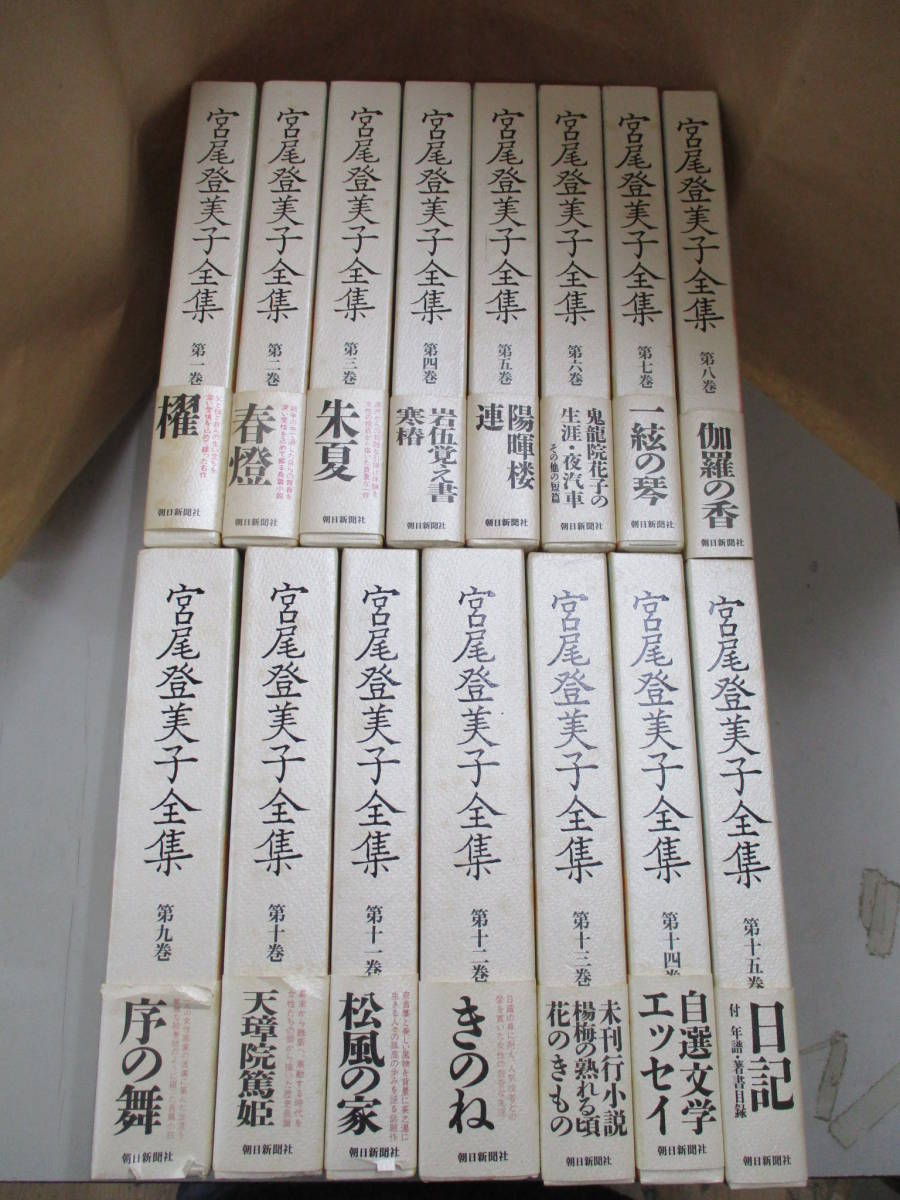 宮尾登美子全集
第一巻
櫂
宮尾登美子全集
第二巻
春燈
朝日新聞社
宮尾登美子全集
第三巻
朱夏
朝日新聞社
宮尾登美子全集
第四巻
岩伍覚え書
寒椿
朝日新聞社
宮尾登美子全集
第五巻
陽暉楼
連
朝日新聞社
宮尾登美子全集
第六巻
鬼龍院花子の
生涯・夜汽車
その他の短篇
朝日新聞社
宮尾登美子全集
第七巻
一絃の琴
朝日新聞社
宮尾登美子全集
第八巻
伽羅の香
朝日新聞社
宮尾登美子全集
第九巻
序の舞
朝日新聞社
宮尾登美子全集
第十巻
天璋院篤姫
朝日新聞社
宮尾登美子全集
第十一巻
松風の家
朝日新聞社
宮尾登美子全集
第十二巻
きのね
朝日新聞社
宮尾登美子全集
第十三巻
未刊行小説
楊梅の熟れる頃
花のきもの
朝日新聞社
宮尾登美子全集
第十四巻
自選文学
エッセイ
朝日新聞社
宮尾登美子全集
第十五巻
日記
付 年譜・著書目録
朝日新聞社